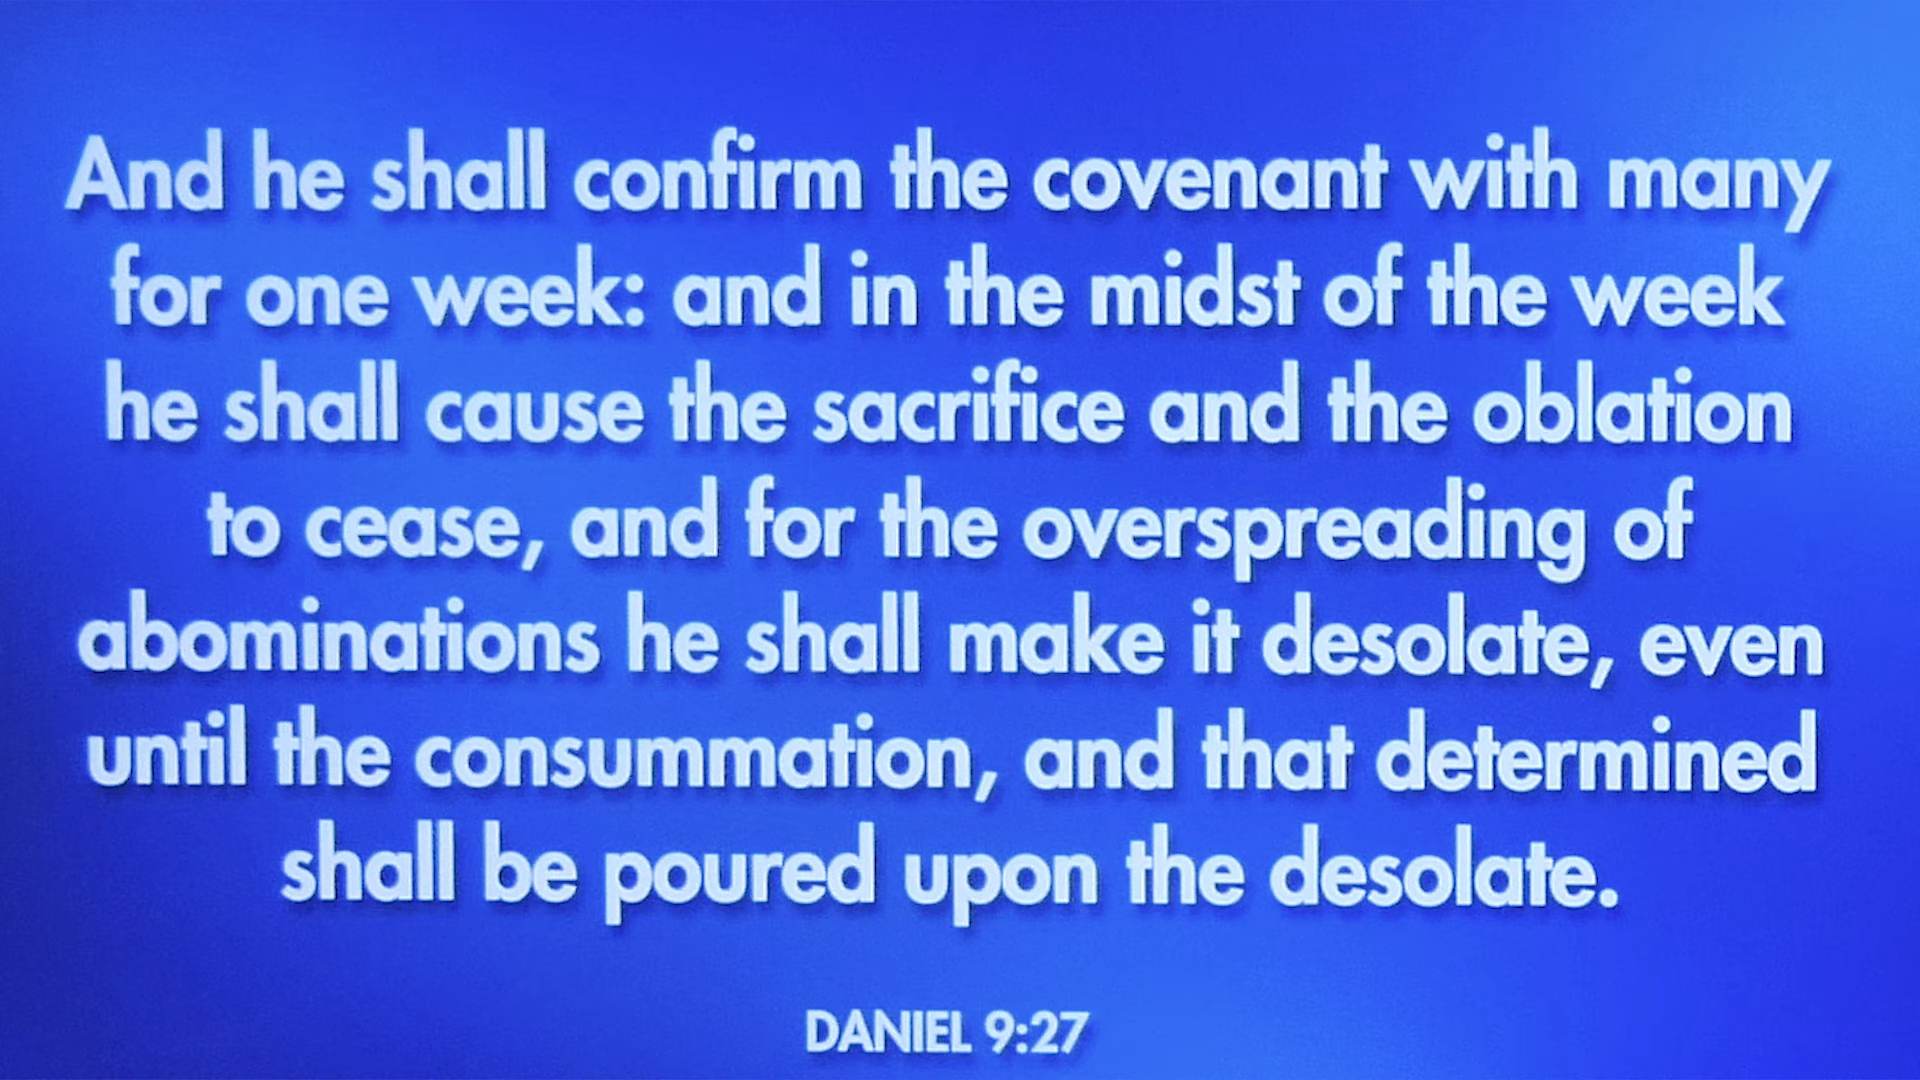 And he shall confirm the covenant with many
for one week: and in the midst of the week
he shall cause the sacrifice and the oblation
to cease, and for the overspreading of
abominations he shall make it desolate, even
until the consummation, and that determined
shall be poured upon the desolate.
DANIEL 9:27